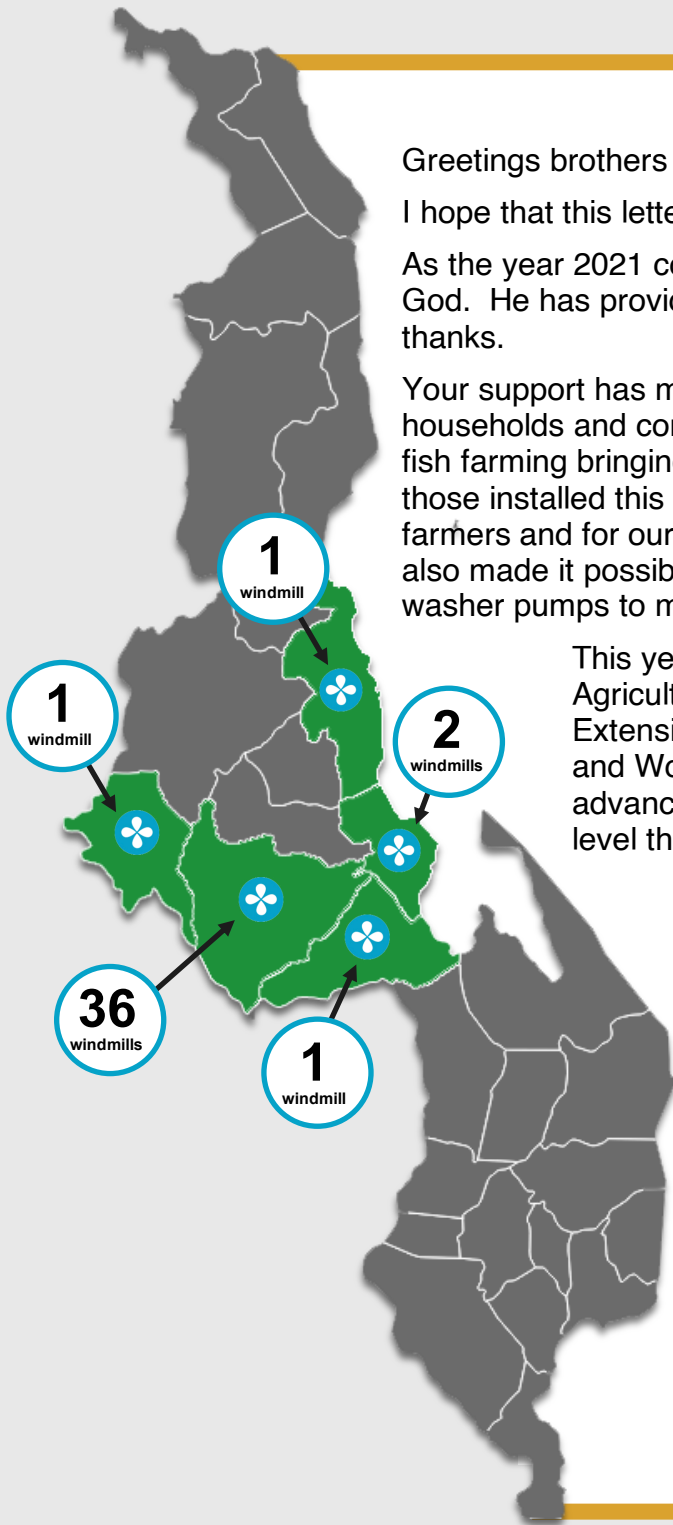 Greetings brothers
I hope that this lette
As the year 2021 co
God. He has provid
thanks.
Your support has m
households and con
fish farming bringing
those installed this
farmers and for our
also made it possib
washer pumps to m
This ye
Agricult
Extensi
and Wo
advanc
level th
1
windmill
1
windmill
2
windmills
36
windmills
1
windmill